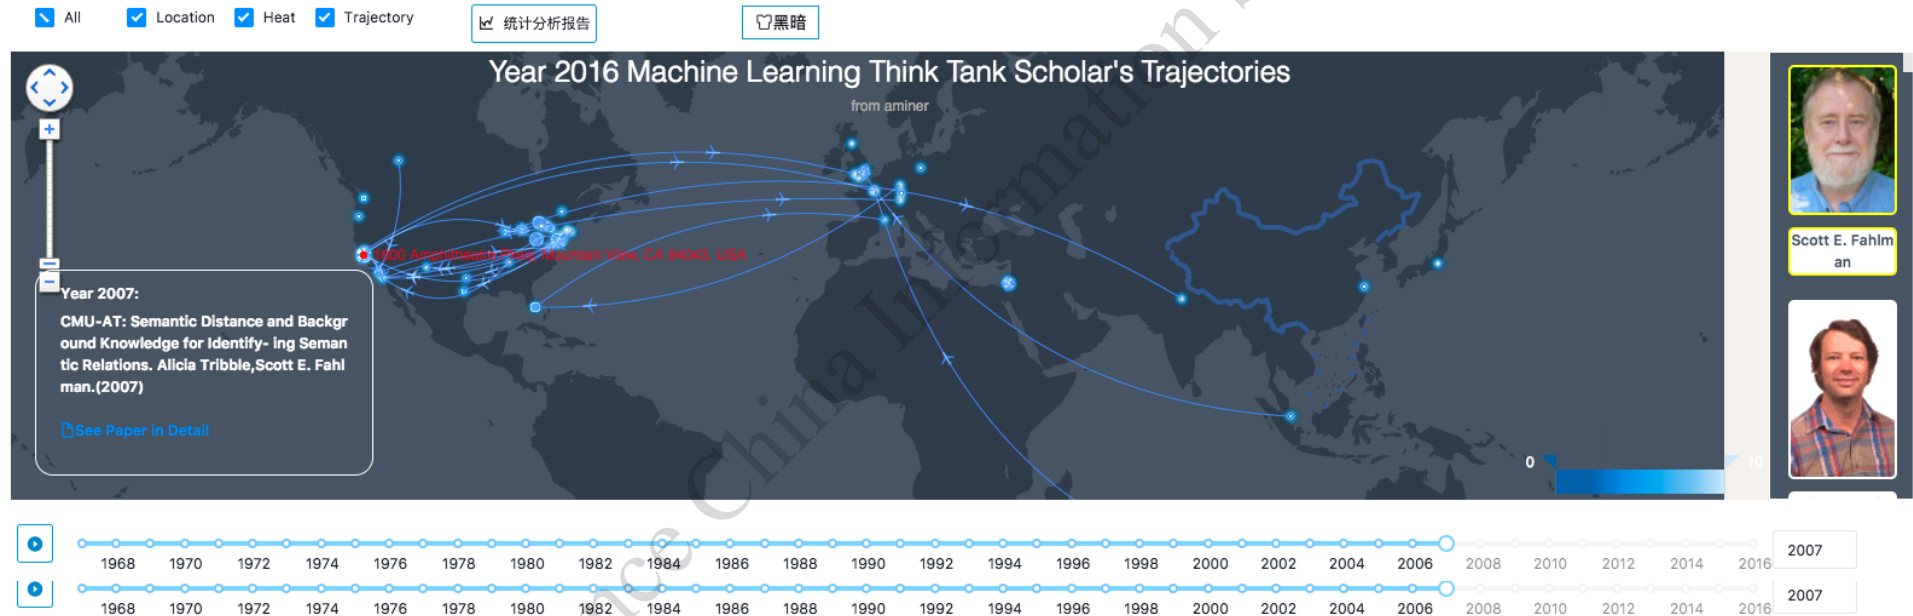 All Location Heat Trajectory 统计分析报告 黑暗
Year 2016 Machine Learning Think Tank Scholar's Trajectories
from aminer
1600 Amphitheatre Pkwy, Mountain View, CA 94043, USA
Year 2007:
CMU-AT: Semantic Distance and Backgr
ound Knowledge for Identify- ing Seman
tic Relations. Alicia Tribble,Scott E. Fahl
man.(2007)
See Paper in Detail
0 10
Scott E. Fahlm
an
1968 1970 1972 1974 1976 1978 1980 1982 1984 1986 1988 1990 1992 1994 1996 1998 2000 2002 2004 2006 2008 2010 2012 2014 2016 2007
1968 1970 1972 1974 1976 1978 1980 1982 1984 1986 1988 1990 1992 1994 1996 1998 2000 2002 2004 2006 2008 2010 2012 2014 2016 2007
nce China Information